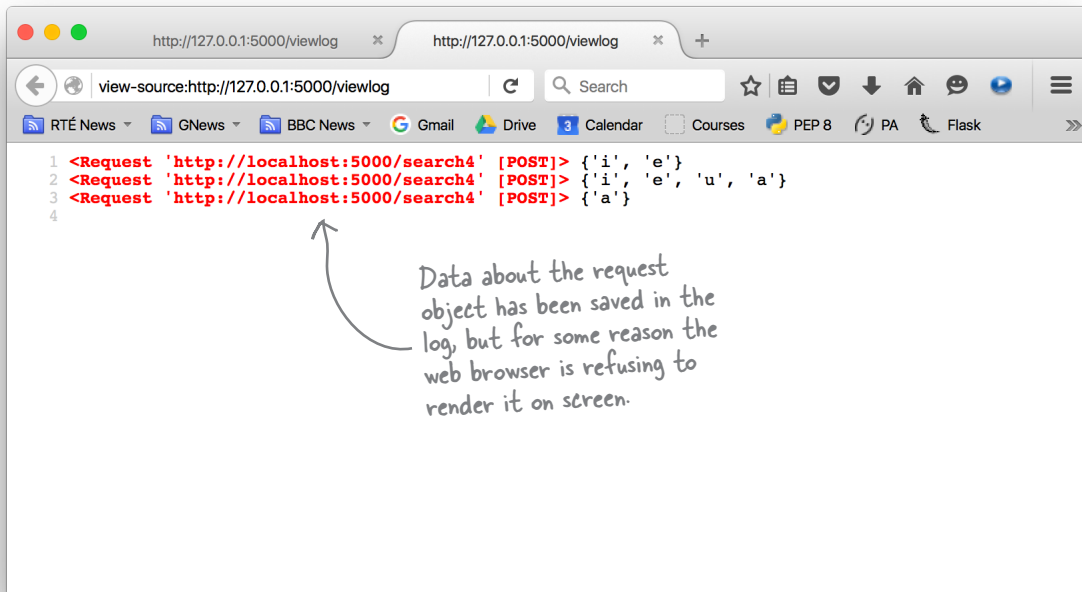 http://127.0.0.1:5000/viewlog http://127.0.0.1:5000/viewlog
view-source:http://127.0.0.1:5000/viewlog Search
RTÉ News GNews BBC News Gmail Drive 3 Calendar Courses PEP 8 PA Flask
1 <Request 'http://localhost:5000/search4' [POST]> {'i', 'e'}
2 <Request 'http://localhost:5000/search4' [POST]> {'i', 'e', 'u', 'a'}
3 <Request 'http://localhost:5000/search4' [POST]> {'a'}
4
Data about the request
object has been saved in the
log, but for some reason the
web browser is refusing to
render it on screen.